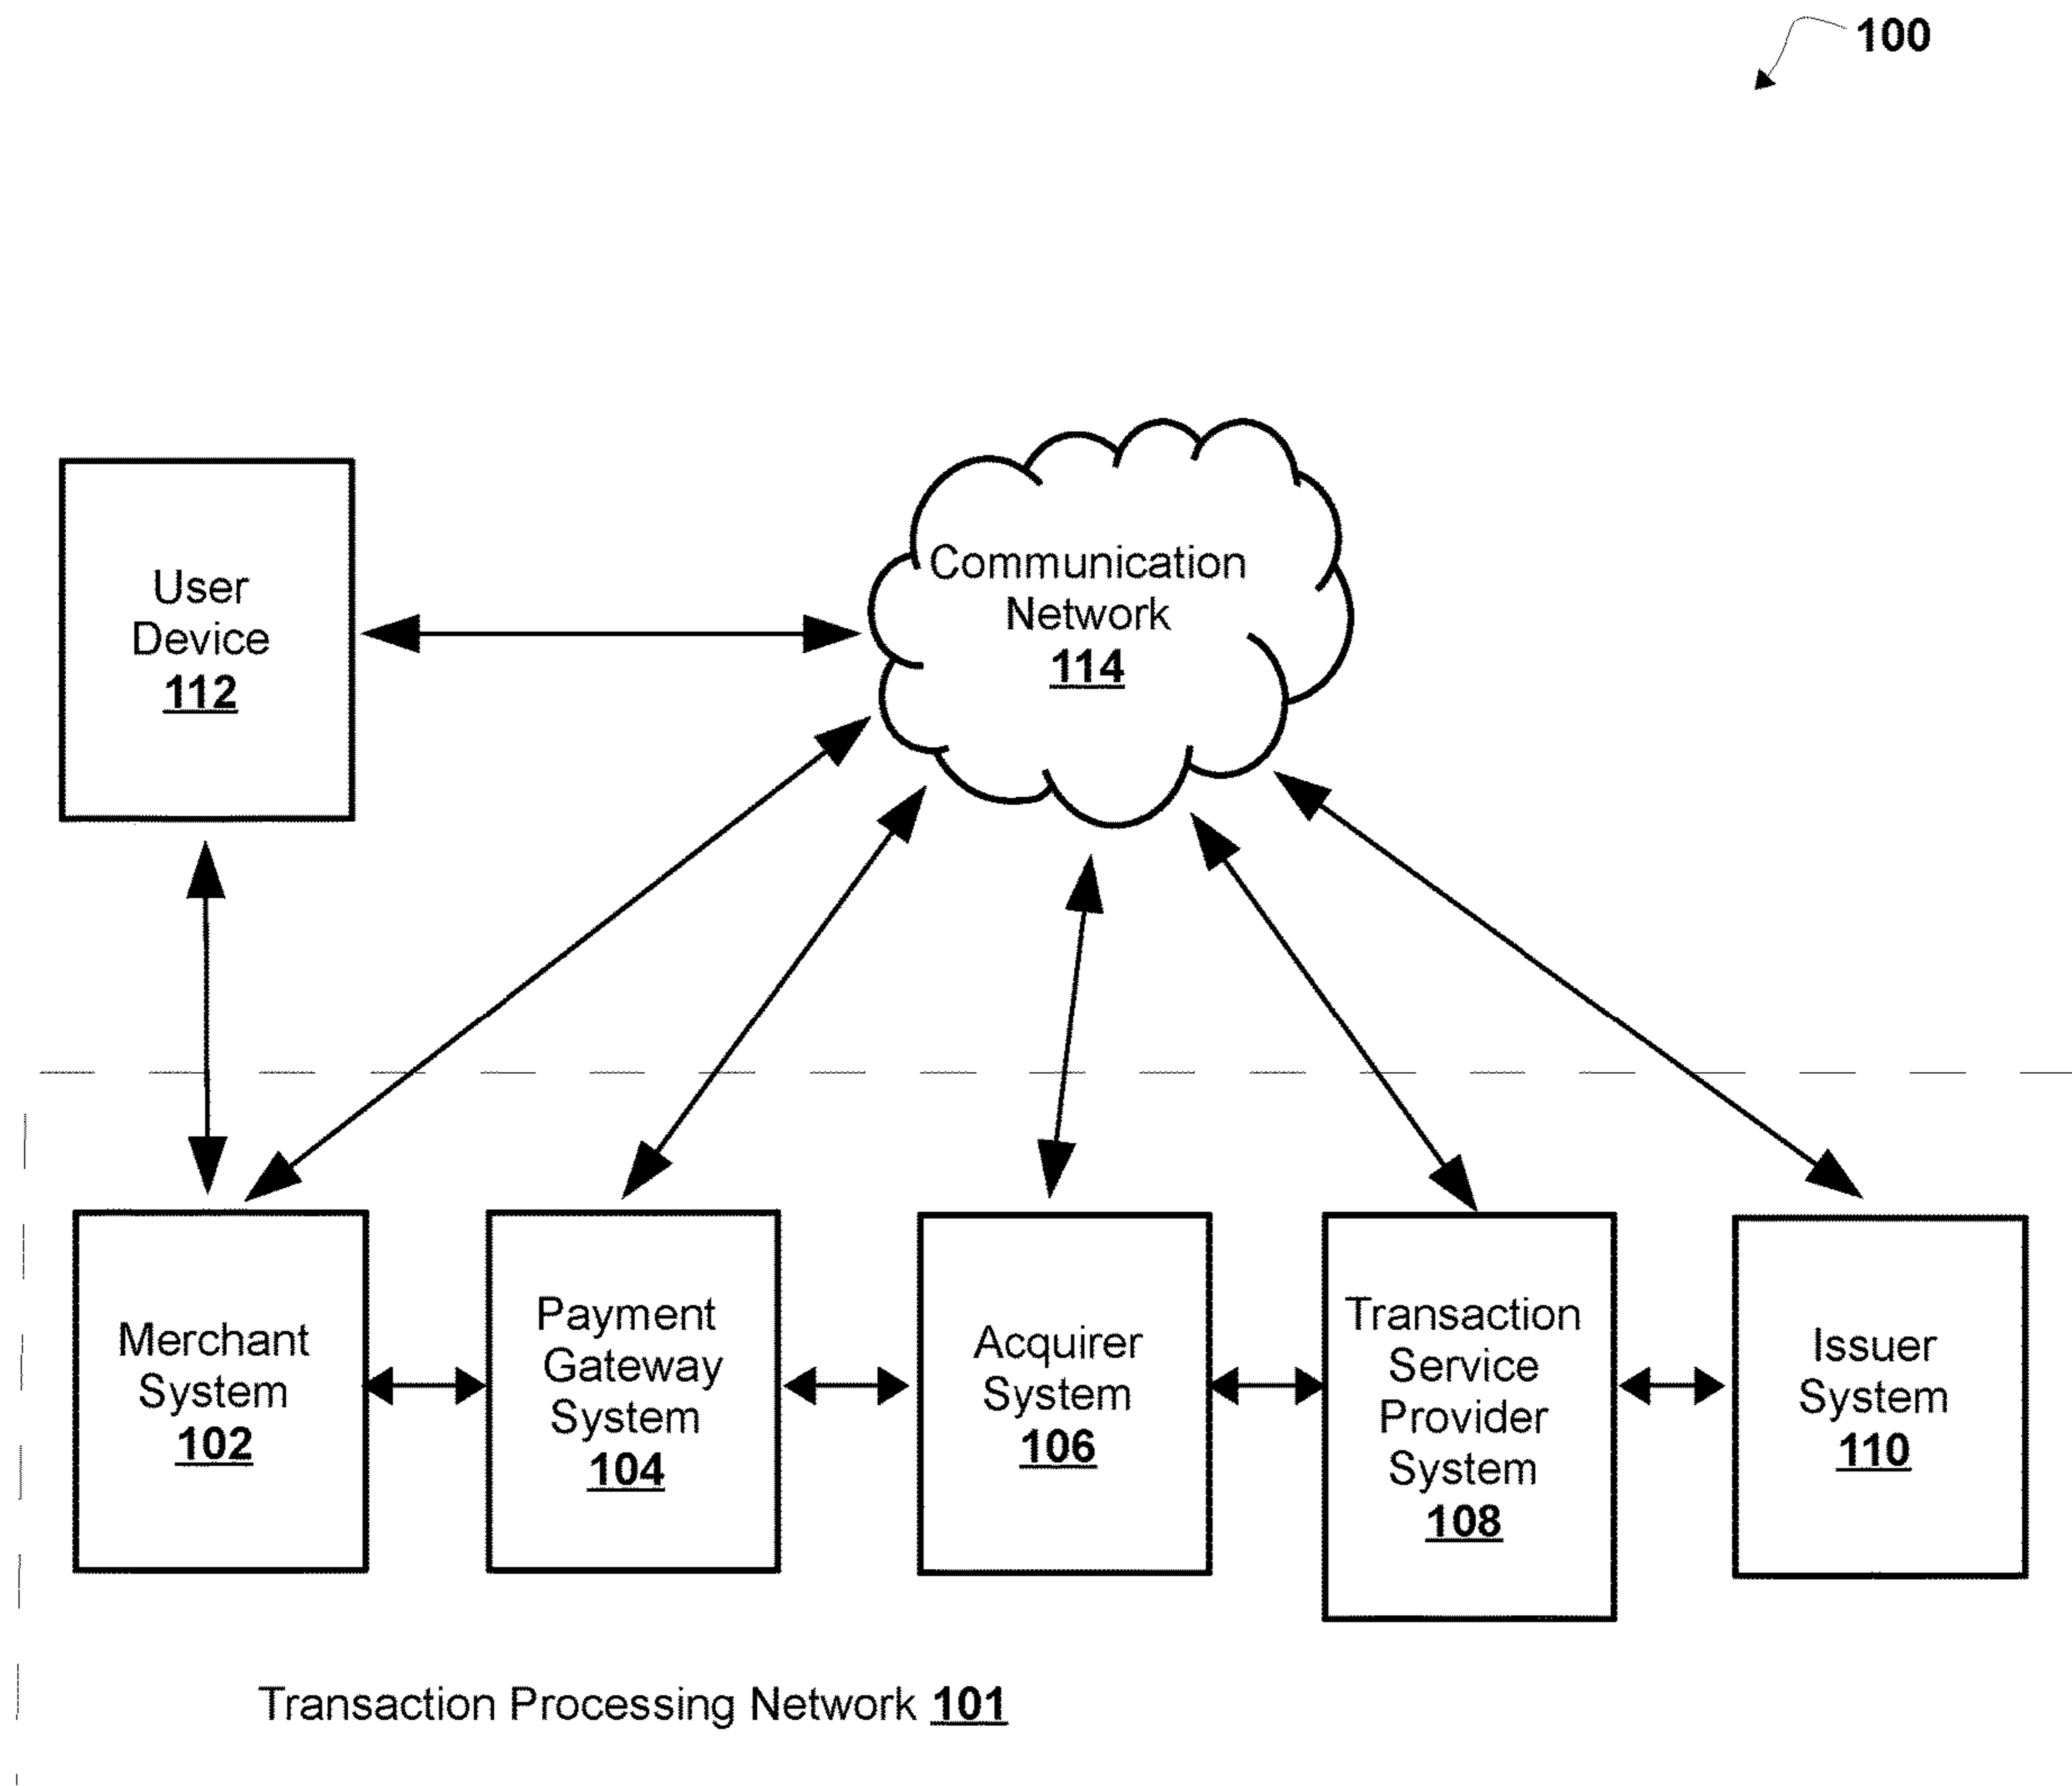 100
User
Device
112
Communication
Network
114
Merchant
System
102
Payment
Gateway
System
104
Acquirer
System
106
Transaction
Service
Provider
System
108
Issuer
System
110
Transaction Processing Network 101